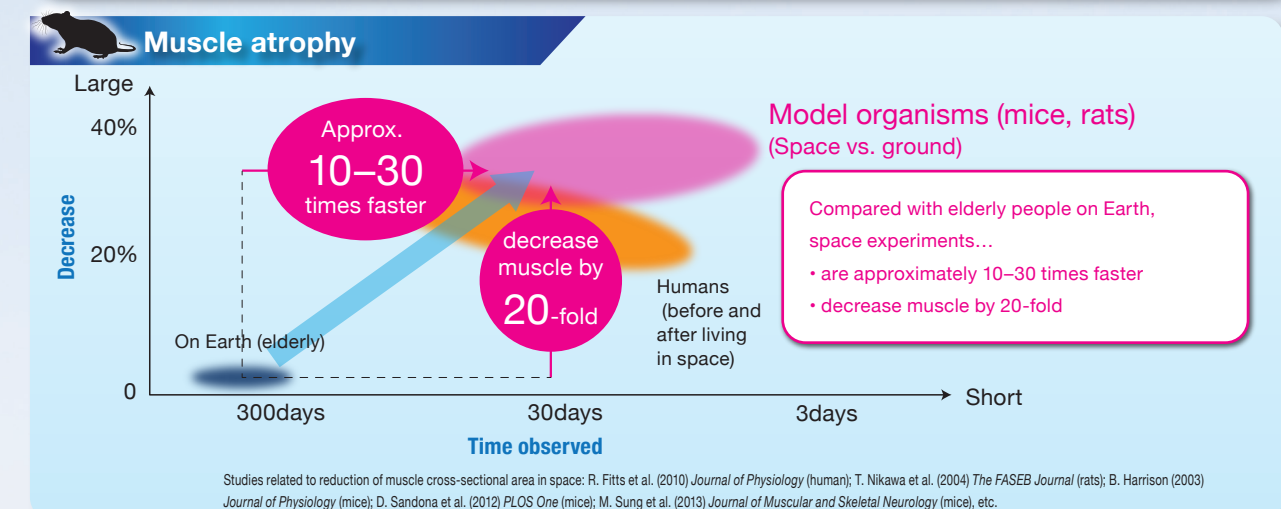 Muscle atrophy
Large
40%
20%
0
Decrease
Approx.
10–30
times faster
decrease
muscle by
20-fold
On Earth (elderly)
Humans
(before and
after living
in space)
Model organisms (mice, rats)
(Space vs. ground)
Compared with elderly people on Earth,
space experiments…
• are approximately 10–30 times faster
• decrease muscle by 20-fold
300days
30days
3days
Short
Time observed
Studies related to reduction of muscle cross-sectional area in space: R. Fitts et al. (2010) Journal of Physiology (human); T. Nikawa et al. (2004) The FASEB Journal (rats); B. Harrison (2003)
Journal of Physiology (mice); D. Sandona et al. (2012) PLOS One (mice); M. Sung et al. (2013) Journal of Muscular and Skeletal Neurology (mice), etc.